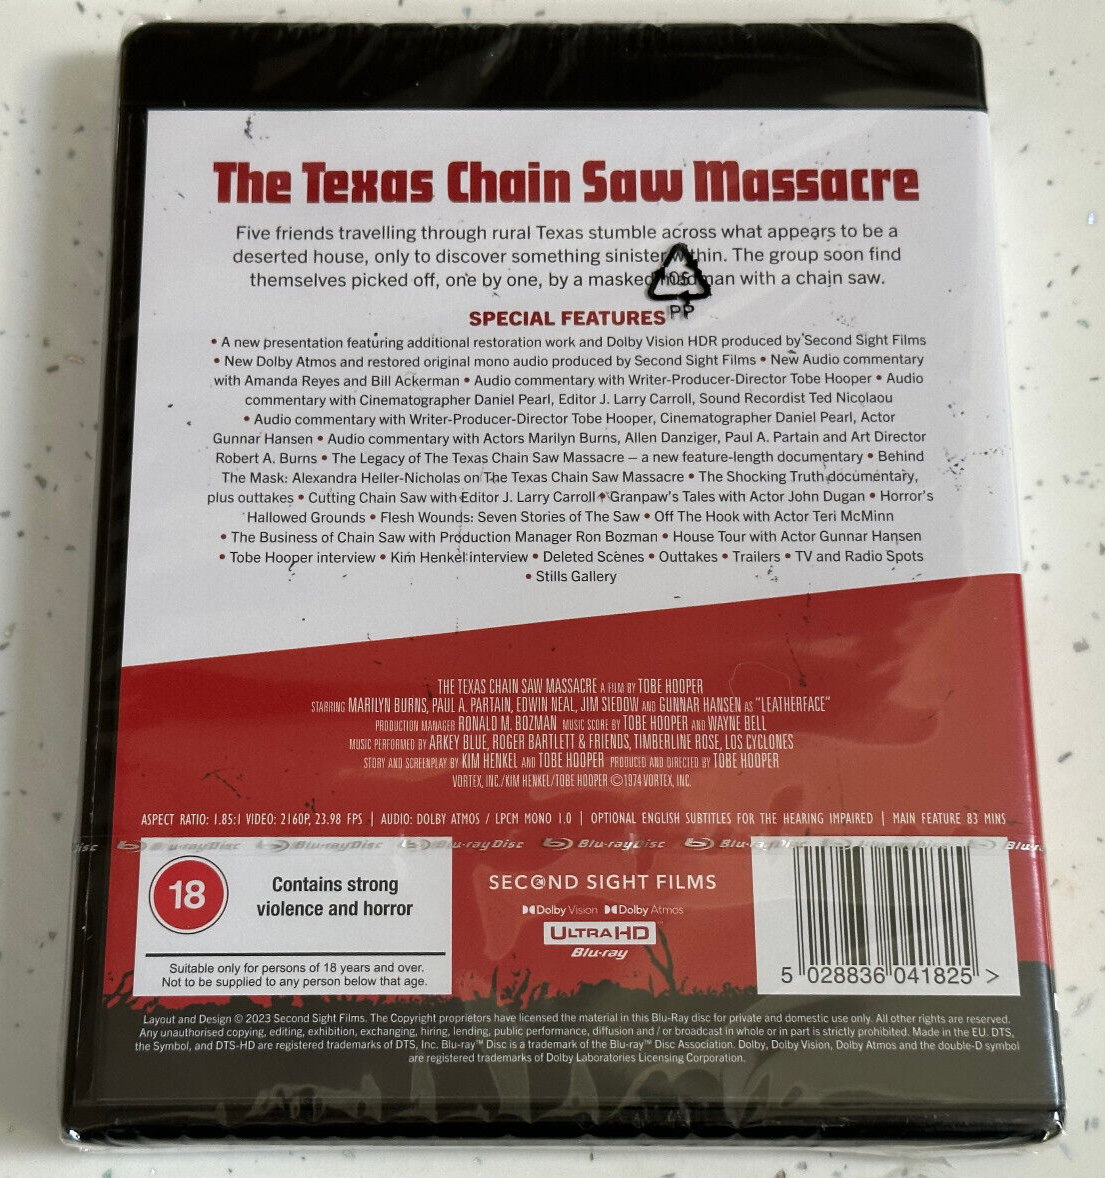 The Texas Chain Saw Massacre
Five friends travelling through rural Texas stumble across what appears to be a
deserted house, only to discover something sinister within. The group soon find
themselves picked off, one by one, by a masked madman with a chain saw.
PP
SPECIAL FEATURES
• A new presentation featuring additional restoration work and Dolby Vision HDR produced by Second Sight Films
• New Dolby Atmos and restored original mono audio produced by Second Sight Films • New Audio commentary
with Amanda Reyes and Bill Ackerman • Audio commentary with Writer-Producer-Director Tobe Hooper • Audio
commentary with Cinematographer Daniel Pearl, Editor J. Larry Carroll, Sound Recordist Ted Nicolaou
• Audio commentary with Writer-Producer-Director Tobe Hooper, Cinematographer Daniel Pearl, Actor
Gunnar Hansen • Audio commentary with Actors Marilyn Burns, Allen Danziger, Paul A. Partain and Art Director
Robert A. Burns • The Legacy of The Texas Chain Saw Massacre – a new feature-length documentary • Behind
The Mask: Alexandra Heller-Nicholas on The Texas Chain Saw Massacre • The Shocking Truth documentary,
plus outtakes • Cutting Chain Saw with Editor J. Larry Carroll • Granpaw's Tales with Actor John Dugan • Horror's
Hallowed Grounds • Flesh Wounds: Seven Stories of The Saw • Off The Hook with Actor Teri McMinn
• The Business of Chain Saw with Production Manager Ron Bozman • House Tour with Actor Gunnar Hansen
• Tobe Hooper interview • Kim Henkel interview • Deleted Scenes • Outtakes • Trailers • TV and Radio Spots
• Stills Gallery
THE TEXAS CHAIN SAW MASSACRE A FILM BY TOBE HOOPER
STARRING MARILYN BURNS, PAUL A. PARTAIN, EDWIN NEAL, JIM SIEDOW AND GUNNAR HANSEN AS "LEATHERFACE"
PRODUCTION MANAGER RONALD M. BOZMAN MUSIC SCORE BY TOBE HOOPER AND WAYNE BELL
MUSIC PERFORMED BY ARKEY BLUE, ROGER BARTLETT & FRIENDS, TIMBERLINE ROSE, LOS CYCLONES
STORY AND SCREENPLAY BY KIM HENKEL AND TOBE HOOPER PRODUCED AND DIRECTED BY TOBE HOOPER
VORTEX, INC./KIM HENKEL/TOBE HOOPER ©1974 VORTEX, INC.
ASPECT RATIO: 1.85:1 VIDEO: 2160P, 23.98 FPS | AUDIO: DOLBY ATMOS / LPCM MONO 1.0 | OPTIONAL ENGLISH SUBTITLES FOR THE HEARING IMPAIRED | MAIN FEATURE 83 MINS
Blu-ray Disc Blu-ray Disc Blu-ray Disc Blu-ray Disc
18
Contains strong
violence and horror
Suitable only for persons of 18 years and over.
Not to be supplied to any person below that age.
SECOND SIGHT FILMS
Dolby Vision Dolby Atmos
ULTRA HD
Blu-ray
5 028836 041825 >
Layout and Design © 2023 Second Sight Films. The Copyright proprietors have licensed the material in this Blu-Ray disc for private and domestic use only. All other rights are reserved.
Any unauthorised copying, editing, exhibition, exchanging, hiring, lending, public performance, diffusion and / or broadcast in whole or in part is strictly prohibited. Made in the EU. DTS,
the Symbol, and DTS-HD are registered trademarks of DTS, Inc. Blu-ray™ Disc is a trademark of the Blu-ray™ Disc Association. Dolby, Dolby Vision, Dolby Atmos and the double-D symbol
are registered trademarks of Dolby Laboratories Licensing Corporation.